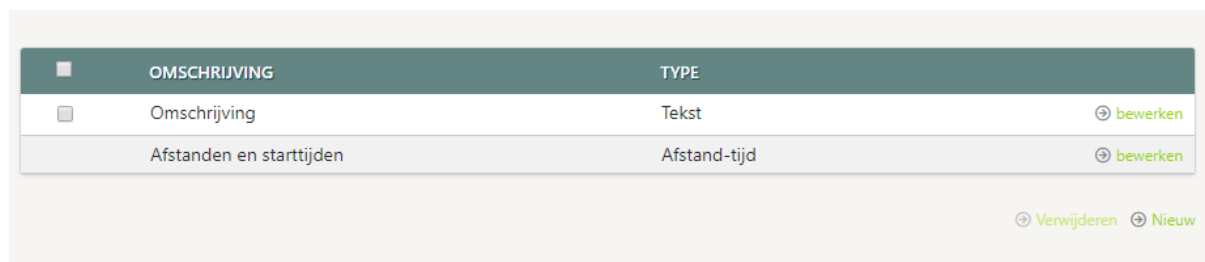 OMSCHRIJVING TYPE
Omschrijving Tekst bewerken
Afstanden en starttijden Afstand-tijd bewerken
Verwijderen Nieuw